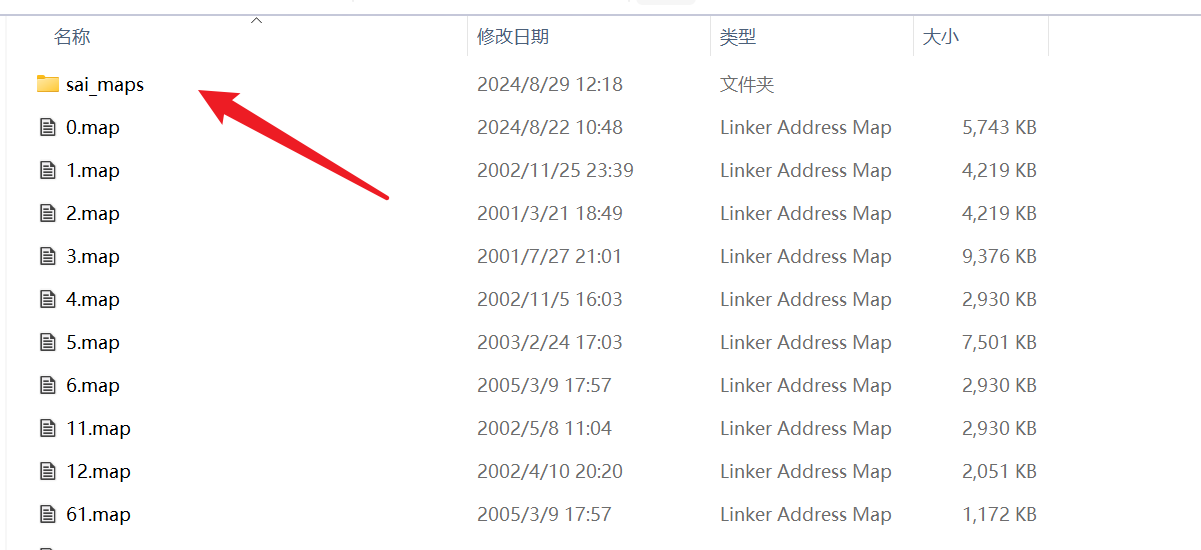 名称 修改日期 类型 大小
sai_maps 2024/8/29 12:18 文件夹
0.map 2024/8/22 10:48 Linker Address Map 5,743 KB
1.map 2002/11/25 23:39 Linker Address Map 4,219 KB
2.map 2001/3/21 18:49 Linker Address Map 4,219 KB
3.map 2001/7/27 21:01 Linker Address Map 9,376 KB
4.map 2002/11/5 16:03 Linker Address Map 2,930 KB
5.map 2003/2/24 17:03 Linker Address Map 7,501 KB
6.map 2005/3/9 17:57 Linker Address Map 2,930 KB
11.map 2002/5/8 11:04 Linker Address Map 2,930 KB
12.map 2002/4/10 20:20 Linker Address Map 2,051 KB
61.map 2005/3/9 17:57 Linker Address Map 1,172 KB